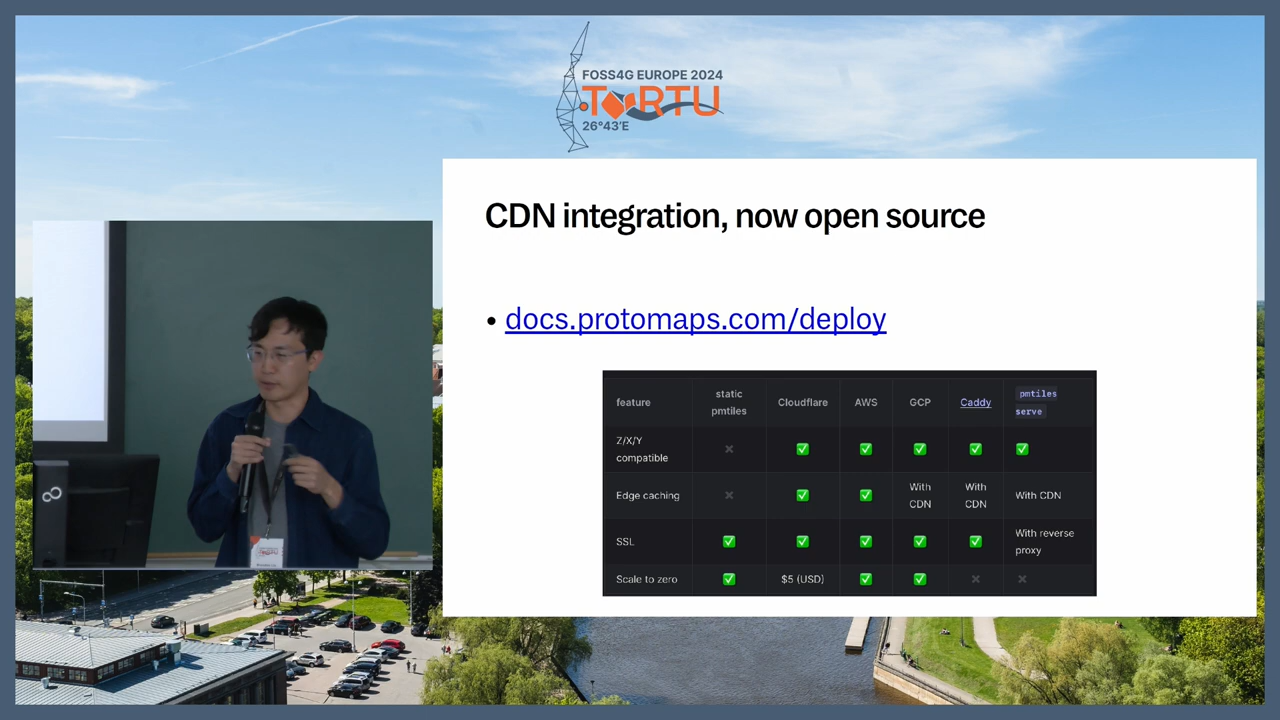 FOSS4G EUROPE 2024
TARTU
26°43'E
CDN integration, now open source
• docs.protomaps.com/deploy
feature static pmtiles Cloudflare AWS GCP Caddy pmtiles serve
Z/X/Y compatible ✖ ✅ ✅ ✅ ✅ ✅
Edge caching ✖ ✅ ✅ With CDN With CDN With CDN
SSL ✅ ✅ ✅ ✅ ✅ With reverse proxy
Scale to zero ✅ $5 (USD) ✅ ✅ ✖ ✖